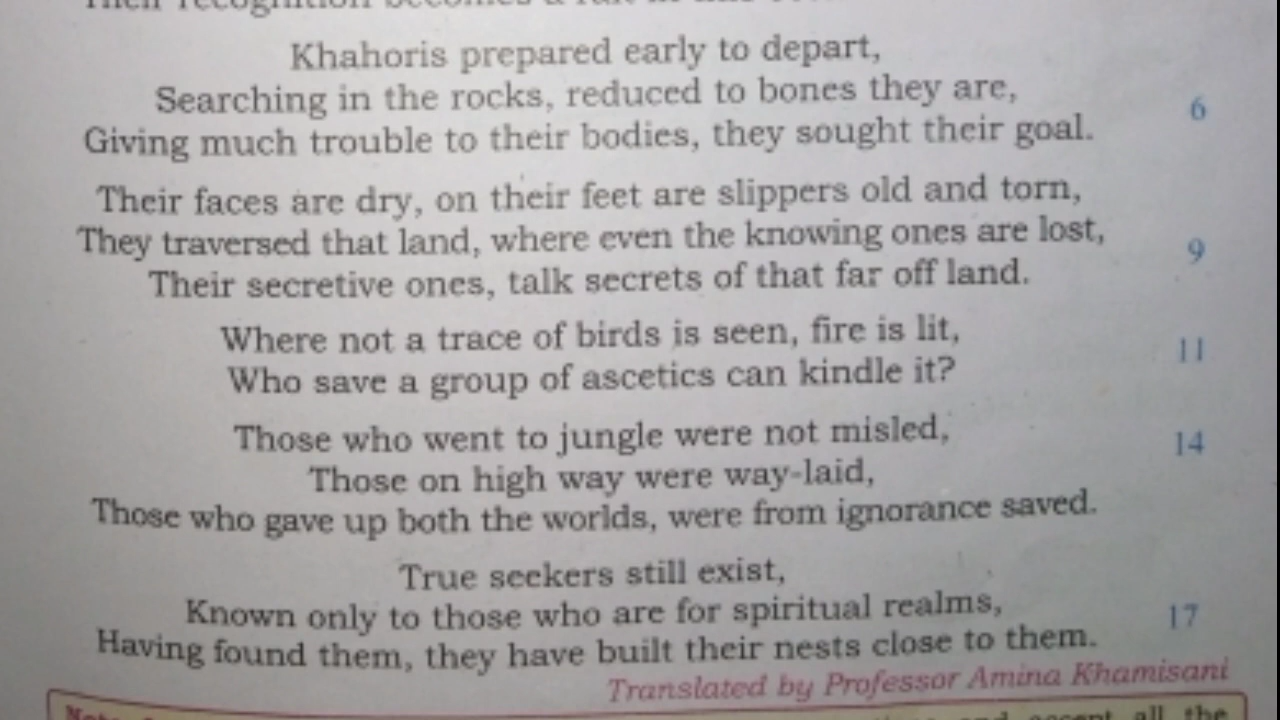 Khahoris prepared early to depart,
Searching in the rocks, reduced to bones they are,
6
Giving much trouble to their bodies, they sought their goal.
Their faces are dry, on their feet are slippers old and torn,
They traversed that land, where even the knowing ones are lost,
9
Their secretive ones, talk secrets of that far off land.
Where not a trace of birds is seen, fire is lit,
11
Who save a group of ascetics can kindle it?
Those who went to jungle were not misled,
14
Those on high way were way-laid,
Those who gave up both the worlds, were from ignorance saved.
True seekers still exist,
Known only to those who are for spiritual realms,
17
Having found them, they have built their nests close to them.
Translated by Professor Amina Khamisani
and accept all the